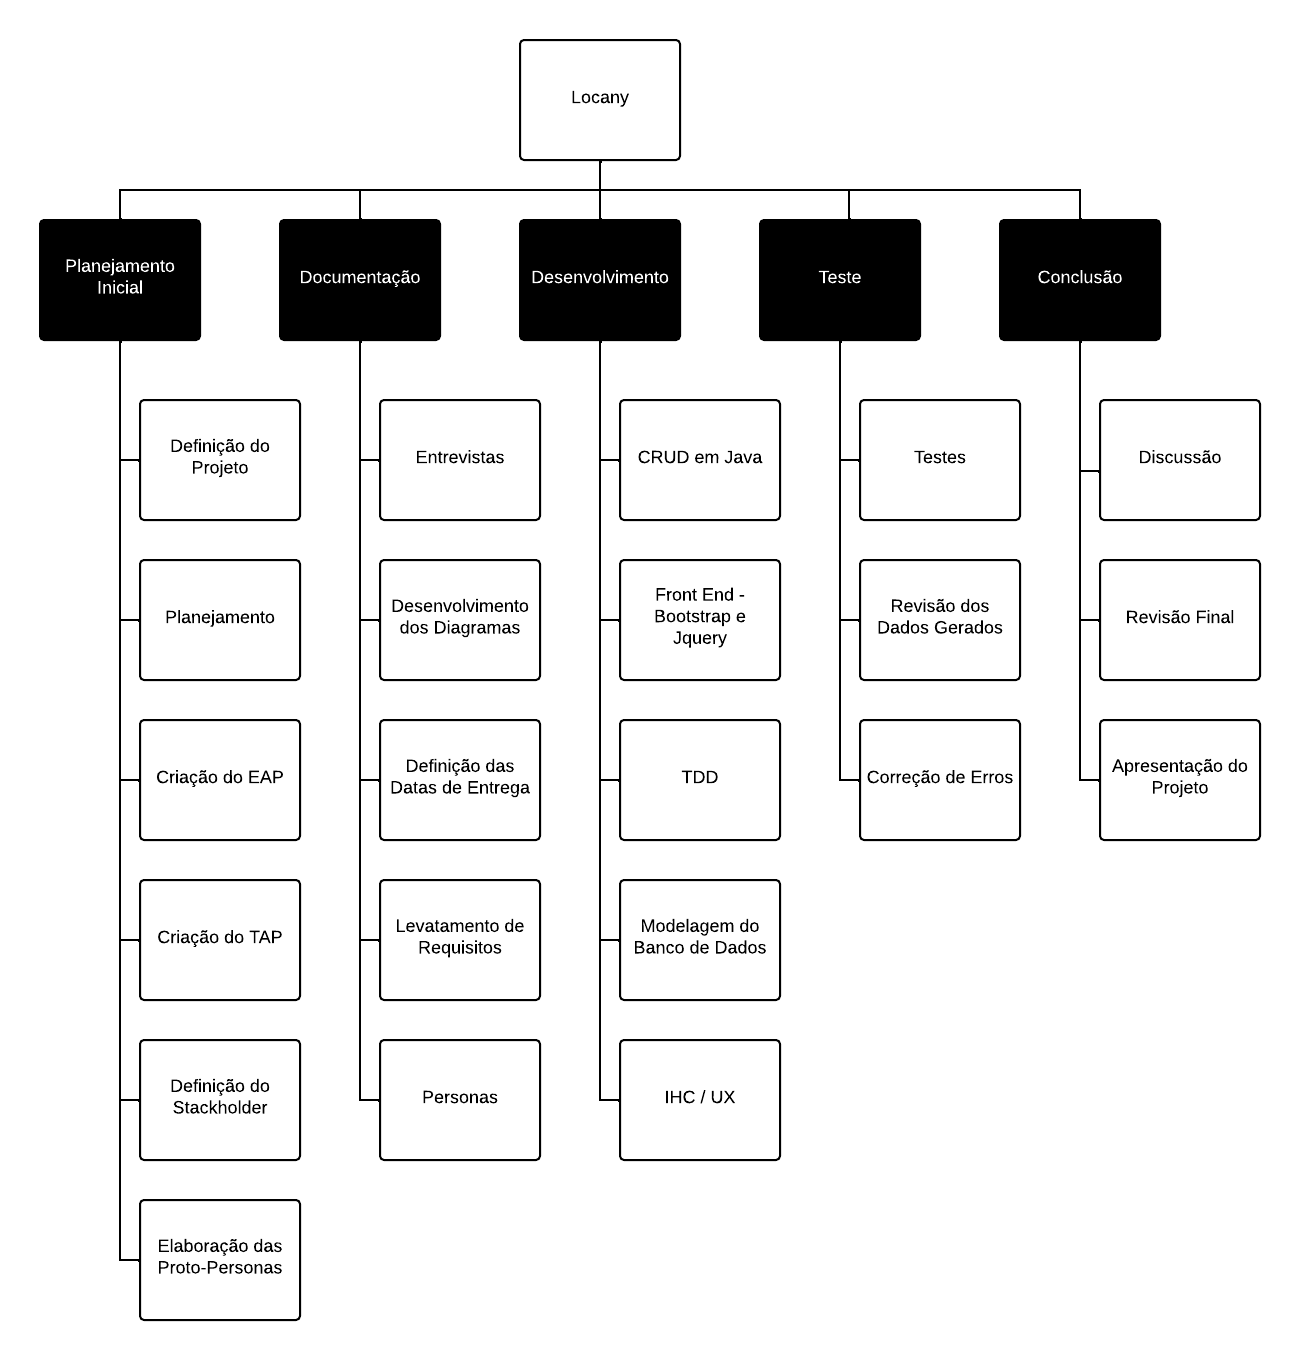 Locany
Planejamento
Inicial
Documentação
Desenvolvimento
Teste
Conclusão
Definição do
Projeto
Planejamento
Criação do EAP
Criação do TAP
Definição do
Stackholder
Elaboração das
Proto-Personas
Entrevistas
Desenvolvimento
dos Diagramas
Definição das
Datas de Entrega
Levatamento de
Requisitos
Personas
CRUD em Java
Front End -
Bootstrap e
Jquery
TDD
Modelagem do
Banco de Dados
IHC / UX
Testes
Revisão dos
Dados Gerados
Correção de Erros
Discussão
Revisão Final
Apresentação do
Projeto